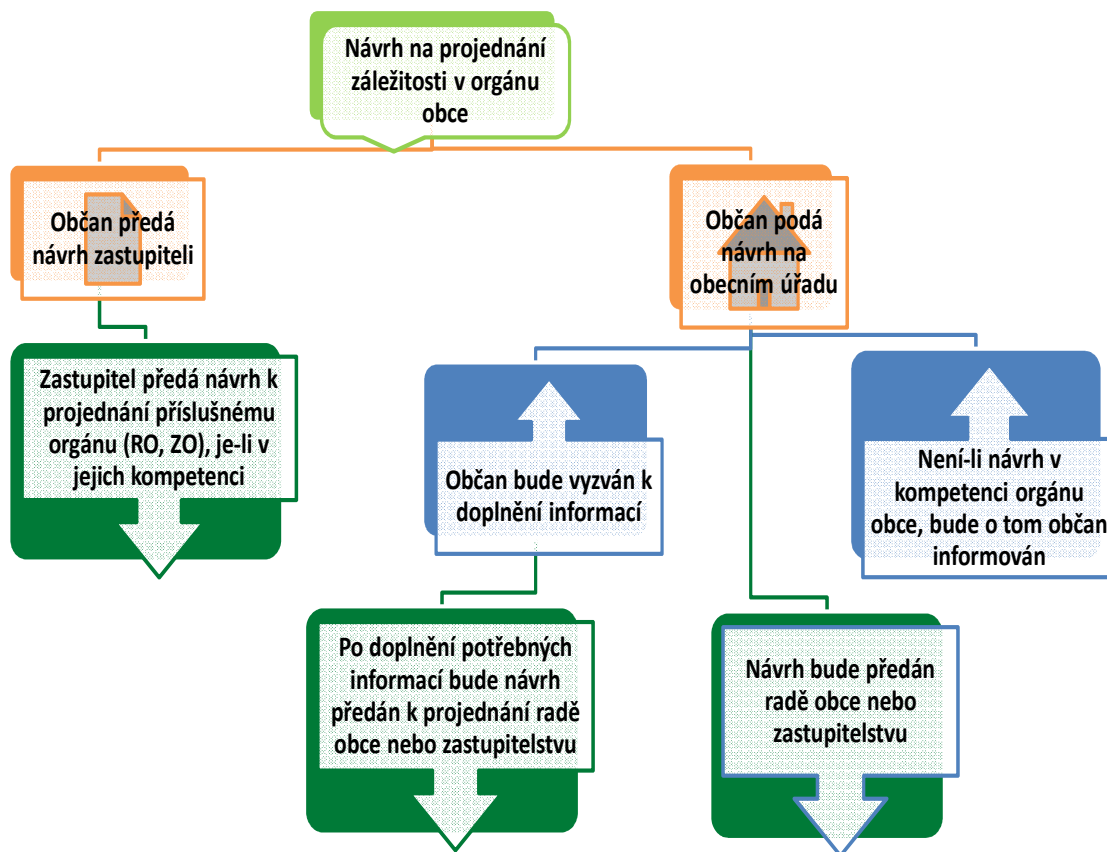 Návrh na projednání
záležitosti v orgánu
obce
Občan předá
návrh zastupiteli
Občan podá
návrh na
obecním úřadu
Zastupitel předá návrh k
projednání příslušnému
orgánu (RO, ZO), je-li v
jejich kompetenci
Občan bude vyzván k
doplnění informací
Není-li návrh v
kompetenci orgánu
obce, bude o tom občan
informován
Po doplnění potřebných
informací bude návrh
předán k projednání radě
obce nebo zastupitelstvu
Návrh bude předán
radě obce nebo
zastupitelstvu